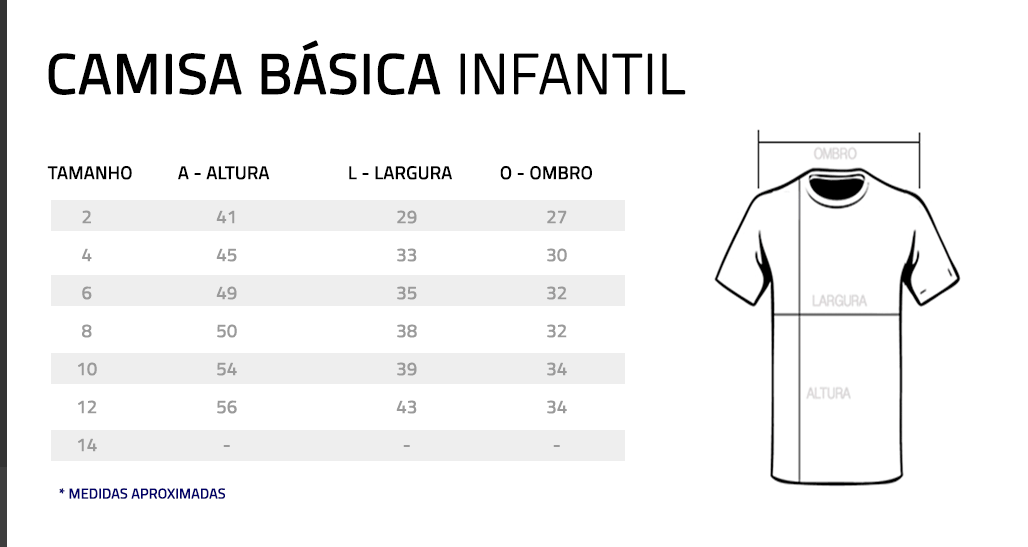 CAMISA BÁSICA INFANTIL
TAMANHO A - ALTURA L - LARGURA O - OMBRO
2 41 29 27
4 45 33 30
6 49 35 32
8 50 38 32
10 54 39 34
12 56 43 34
14 - - -
* MEDIDAS APROXIMADAS
OMBRO
LARGURA
ALTURA